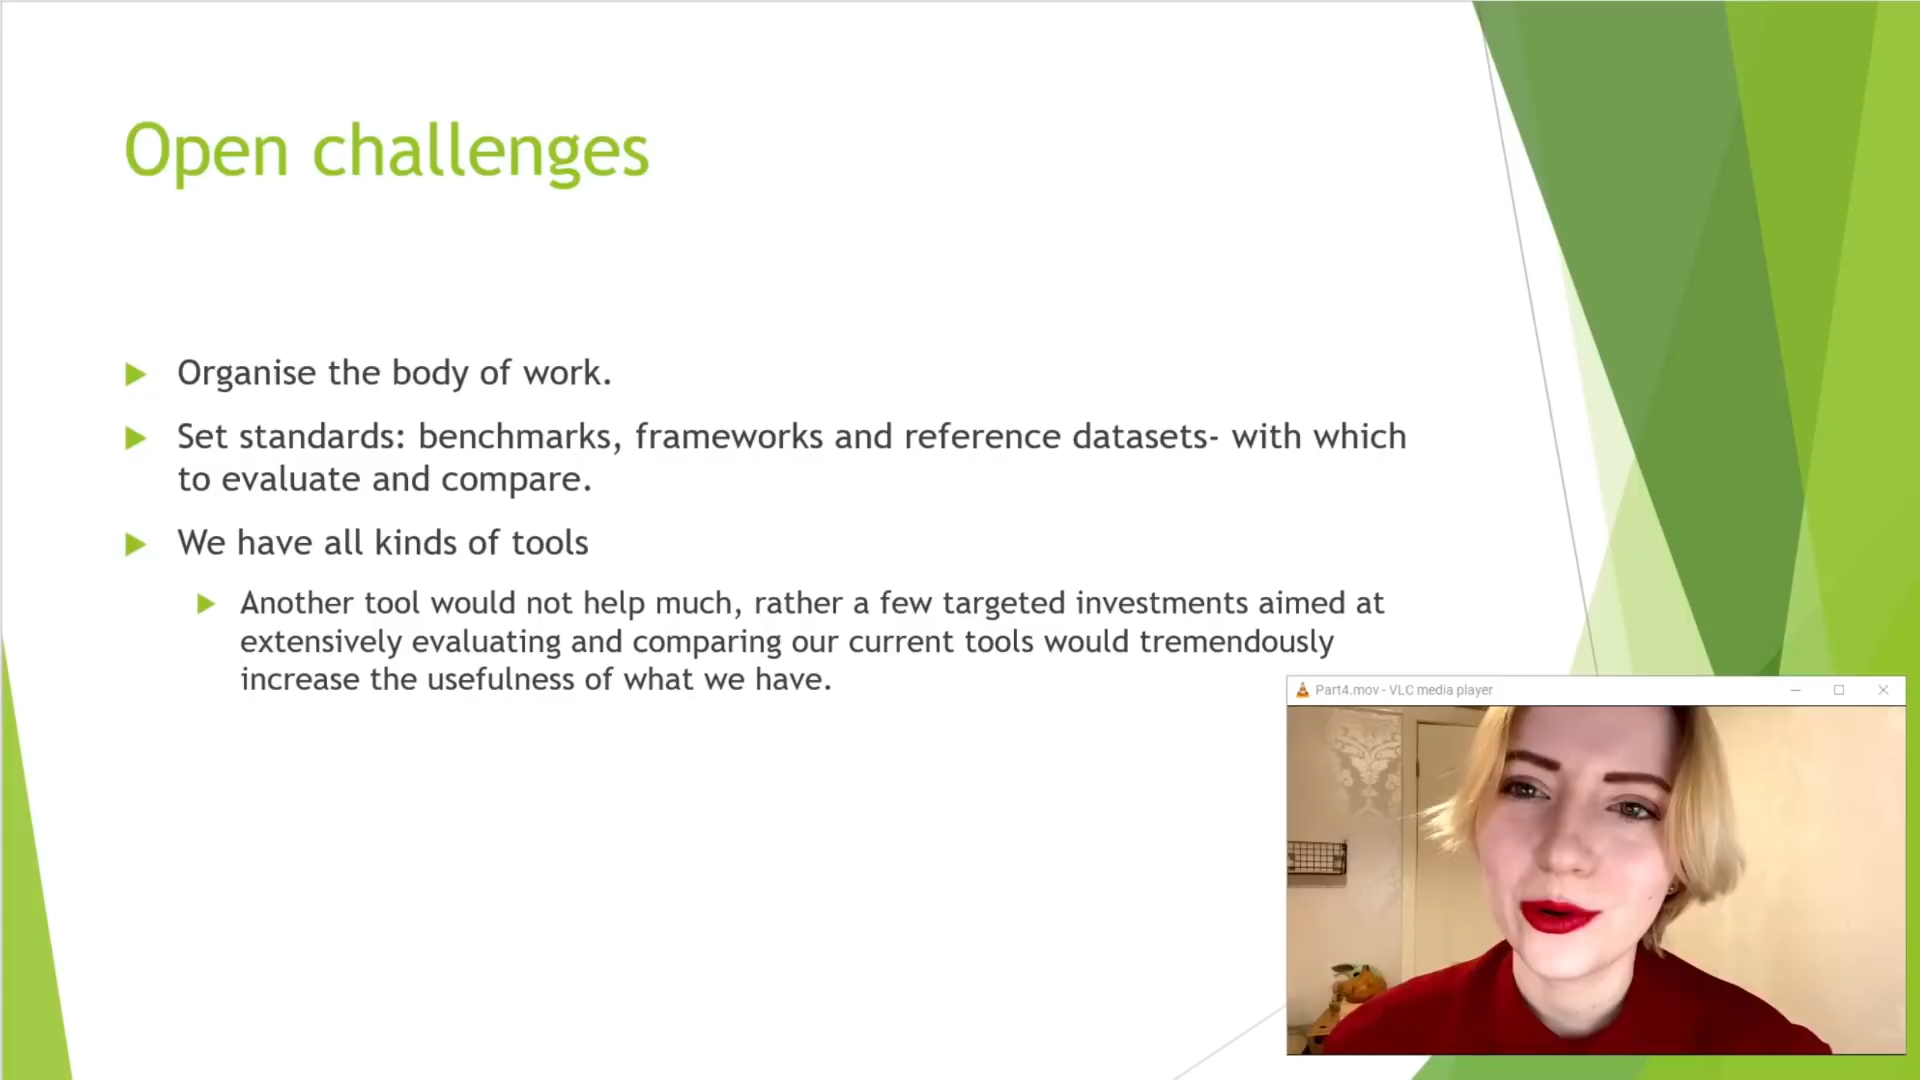 Open challenges
Organise the body of work.
Set standards: benchmarks, frameworks and reference datasets- with which
to evaluate and compare.
We have all kinds of tools
Another tool would not help much, rather a few targeted investments aimed at
extensively evaluating and comparing our current tools would tremendously
increase the usefulness of what we have.
Part4.mov - VLC media player